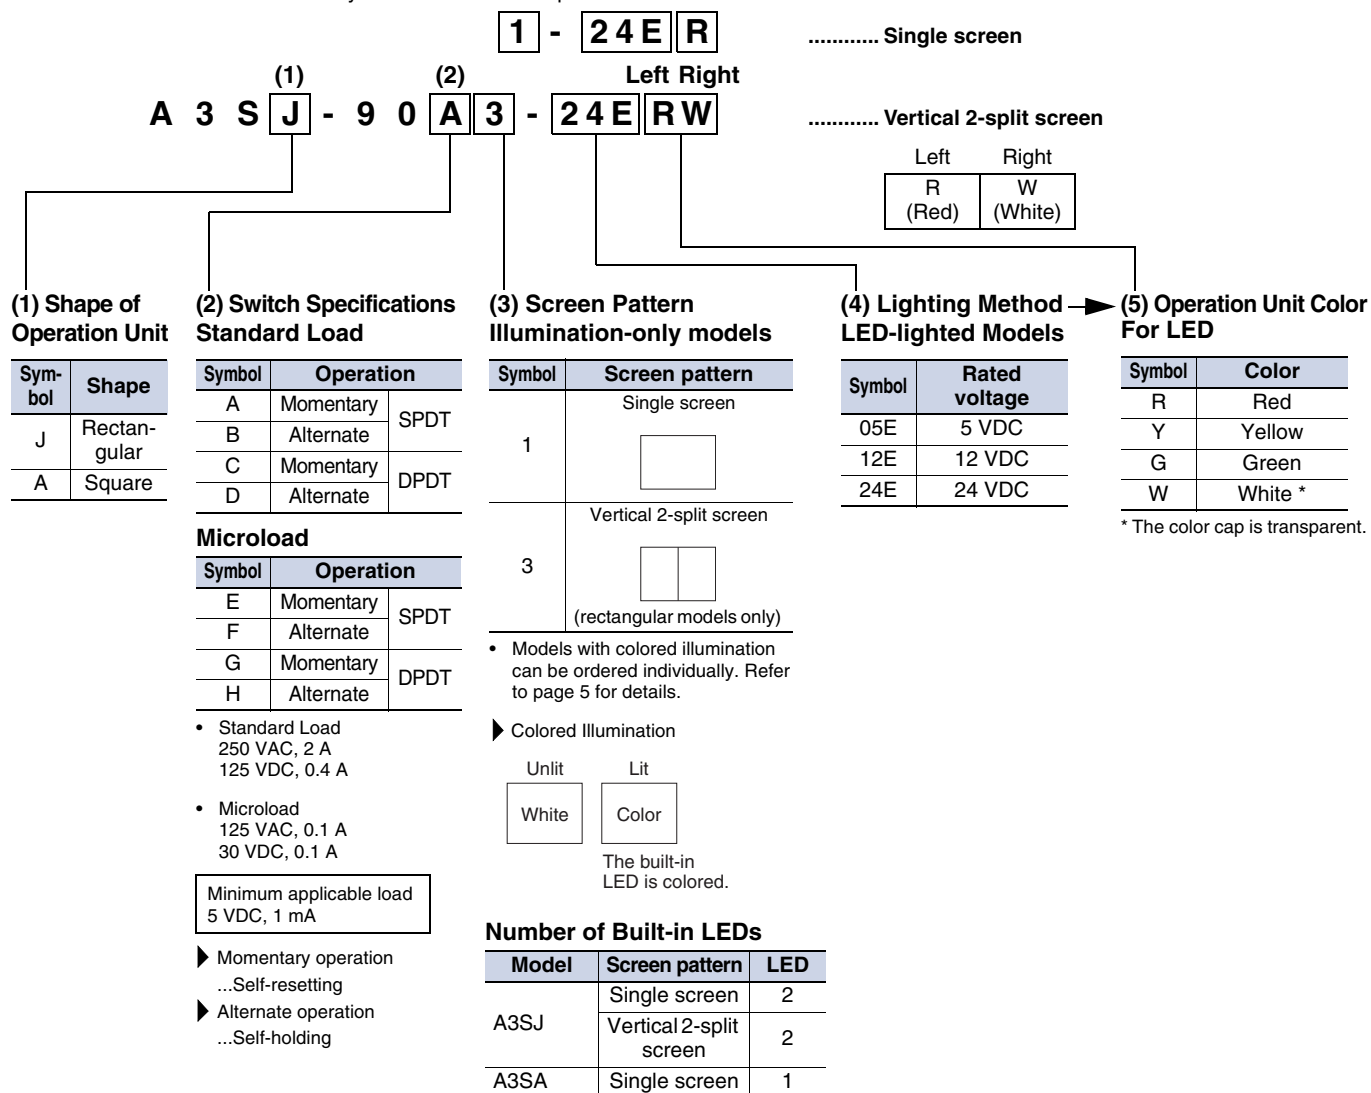 1 - 24E R ............ Single screen
(1) (2) Left Right
A 3 S J - 9 0 A 3 - 24E R W ............ Vertical 2-split screen
Left Right
R W
(Red) (White)
(1) Shape of
Operation Unit
Sym-
bol Shape
J Rectan-
gular
A Square
(2) Switch Specifications
Standard Load
Symbol Operation
A Momentary SPDT
B Alternate
C Momentary DPDT
D Alternate
Microload
Symbol Operation
E Momentary SPDT
F Alternate
G Momentary DPDT
H Alternate
• Standard Load
250 VAC, 2 A
125 VDC, 0.4 A
• Microload
125 VAC, 0.1 A
30 VDC, 0.1 A
Minimum applicable load
5 VDC, 1 mA
Momentary operation
...Self-resetting
Alternate operation
...Self-holding
(3) Screen Pattern
Illumination-only models
Symbol Screen pattern
1 Single screen
3 Vertical 2-split screen
(rectangular models only)
• Models with colored illumination
can be ordered individually. Refer
to page 5 for details.
Colored Illumination
Unlit Lit
White Color
The built-in
LED is colored.
Number of Built-in LEDs
Model Screen pattern LED
A3SJ Single screen 2
Vertical 2-split
screen 2
A3SA Single screen 1
(4) Lighting Method
LED-lighted Models
Symbol Rated
voltage
05E 5 VDC
12E 12 VDC
24E 24 VDC
(5) Operation Unit Color
For LED
Symbol Color
R Red
Y Yellow
G Green
W White *
* The color cap is transparent.